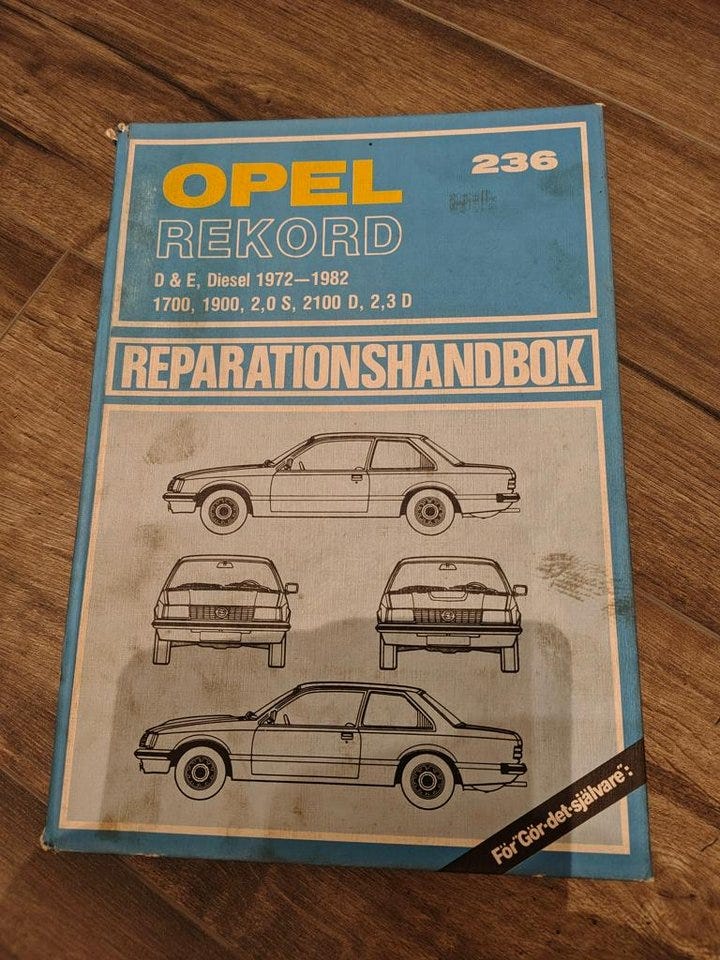 OPEL
236
REKORD
D & E, Diesel 1972—1982
1700, 1900, 2,0 S, 2100 D, 2,3 D
REPARATIONSHANDBOK
För "Gör-det-självare":